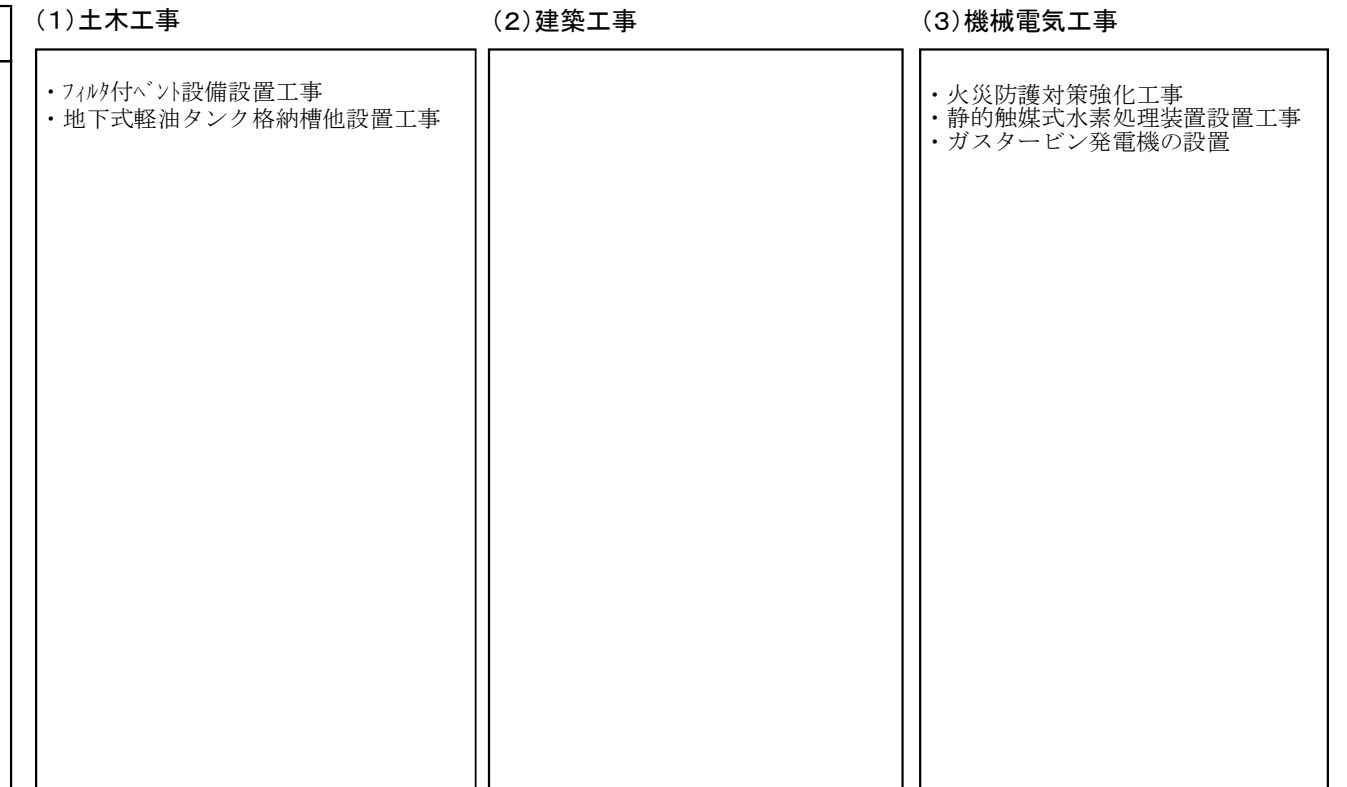 (1)土木工事
・ﾌｨﾙﾀ付ﾍﾞﾝﾄ設備設置工事
・地下式軽油タンク格納槽他設置工事
(2)建築工事
(3)機械電気工事
・火災防護対策強化工事
・静的触媒式水素処理装置設置工事
・ガスタービン発電機の設置